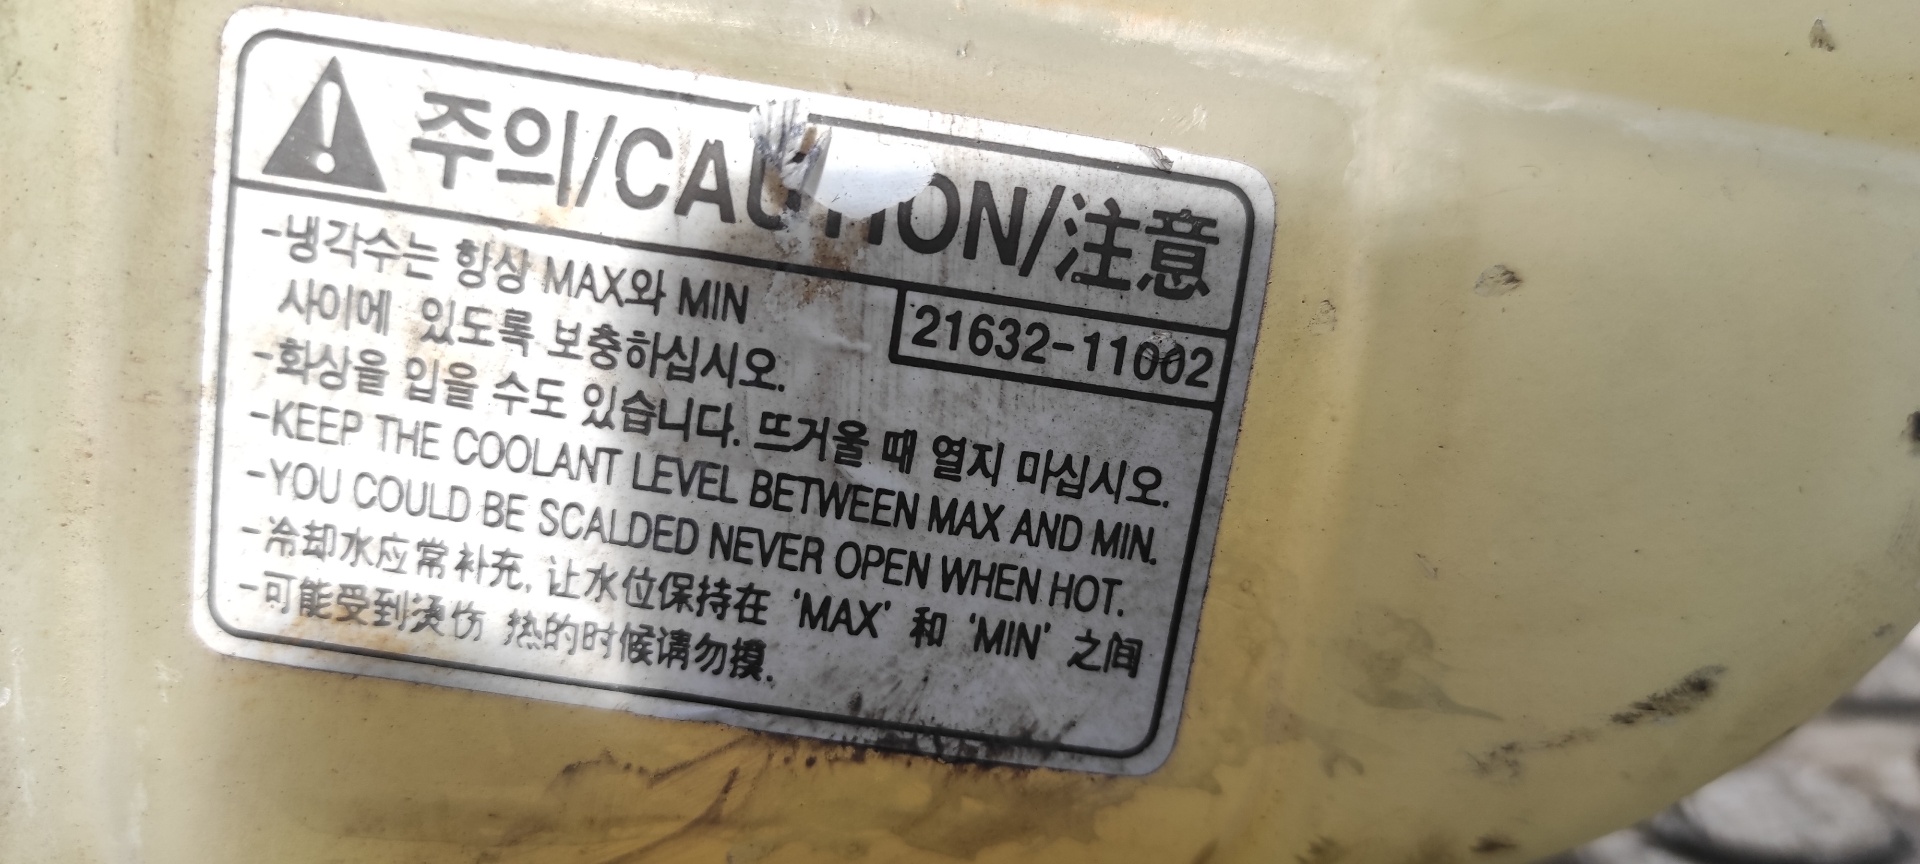 주의/CAUTION/注意
21632-11002
-냉각수는 항상 MAX와 MIN
사이에 있도록 보충하십시오.
-화상을 입을 수도 있습니다. 뜨거울 때 열지 마십시오.
-KEEP THE COOLANT LEVEL BETWEEN MAX AND MIN.
-YOU COULD BE SCALDED NEVER OPEN WHEN HOT.
-冷却水应常补充, 让水位保持在 'MAX' 和 'MIN' 之间
-可能受到烫伤 热的时候请勿摸.